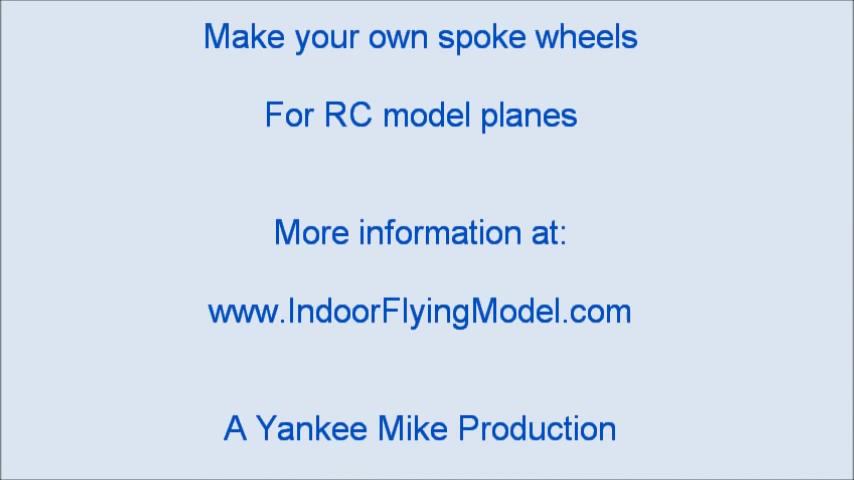 Make your own spoke wheels
For RC model planes
More information at:
www.IndoorFlyingModel.com
A Yankee Mike Production